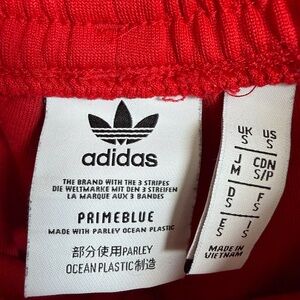 adidas
THE BRAND WITH THE 3 STRIPES
DIE WELTMARKE MIT DEN 3 STREIFEN
LA MARQUE AUX 3 BANDES
PRIMEBLUE
MADE WITH PARLEY OCEAN PLASTIC
部分使用PARLEY
OCEAN PLASTIC制造
UK US
S S
J CDN
M S/P
D F
S S
E I
S S
MADE IN
VIETNAM